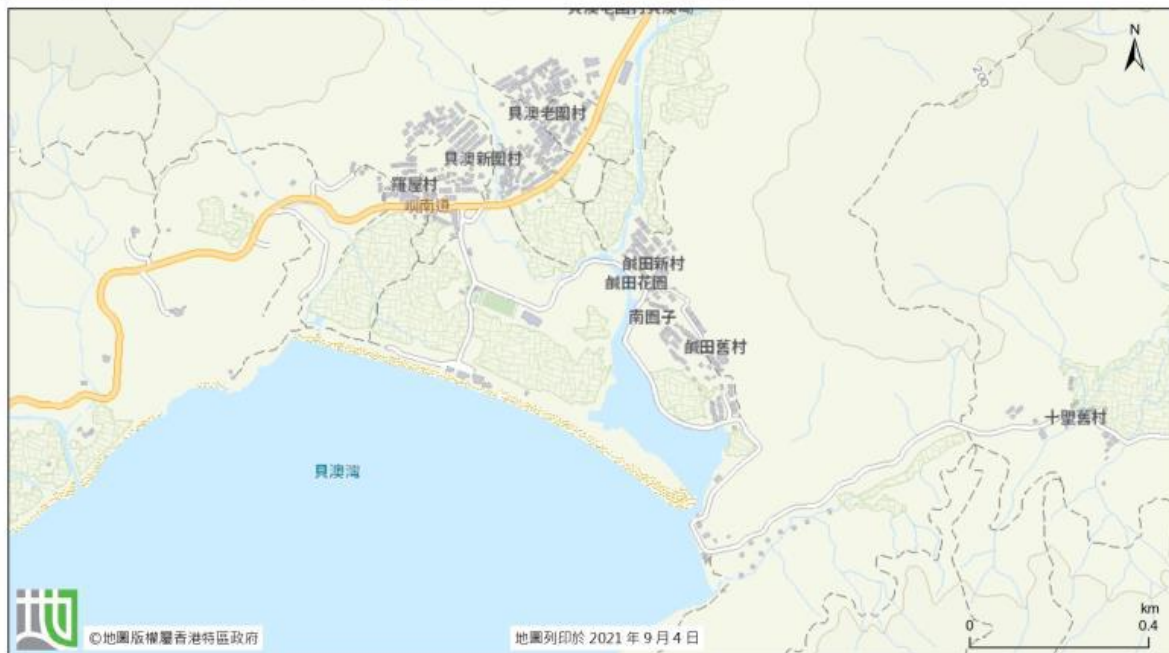 N
200
貝澳老圍村
貝澳新圍村
羅屋村
嶼南道
鹹田新村
鹹田花園
南圍子
鹹田舊村
十塱舊村
貝澳灣
km
0 0.4
©地圖版權屬香港特區政府
地圖列印於 2021 年 9 月 4 日